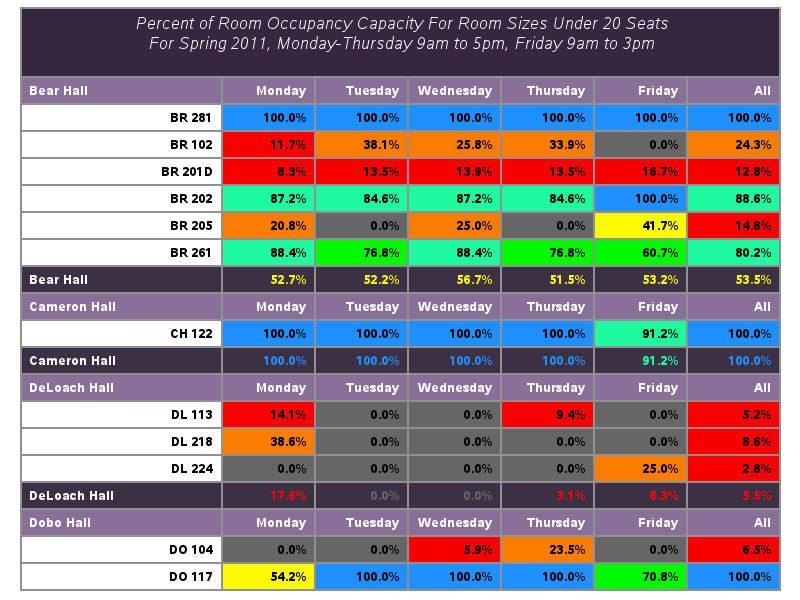 Percent of Room Occupancy Capacity For Room Sizes Under 20 Seats
For Spring 2011, Monday-Thursday 9am to 5pm, Friday 9am to 3pm
Bear Hall Monday Tuesday Wednesday Thursday Friday All
BR 281 100.0% 100.0% 100.0% 100.0% 100.0% 100.0%
BR 102 11.7% 38.1% 25.8% 33.9% 0.0% 24.3%
BR 201D 8.3% 13.5% 13.9% 13.5% 16.7% 12.8%
BR 202 87.2% 84.6% 87.2% 84.6% 100.0% 88.6%
BR 205 20.8% 0.0% 25.0% 0.0% 41.7% 14.8%
BR 261 88.4% 76.8% 88.4% 76.8% 60.7% 80.2%
Bear Hall 52.7% 52.2% 56.7% 51.5% 53.2% 53.5%
Cameron Hall Monday Tuesday Wednesday Thursday Friday All
CH 122 100.0% 100.0% 100.0% 100.0% 91.2% 100.0%
Cameron Hall 100.0% 100.0% 100.0% 100.0% 91.2% 100.0%
DeLoach Hall Monday Tuesday Wednesday Thursday Friday All
DL 113 14.1% 0.0% 0.0% 9.4% 0.0% 5.2%
DL 218 38.6% 0.0% 0.0% 0.0% 0.0% 8.6%
DL 224 0.0% 0.0% 0.0% 0.0% 25.0% 2.8%
DeLoach Hall 17.6% 0.0% 0.0% 3.1% 8.3% 5.5%
Dobo Hall Monday Tuesday Wednesday Thursday Friday All
DO 104 0.0% 0.0% 5.9% 23.5% 0.0% 6.5%
DO 117 54.2% 100.0% 100.0% 100.0% 70.8% 100.0%